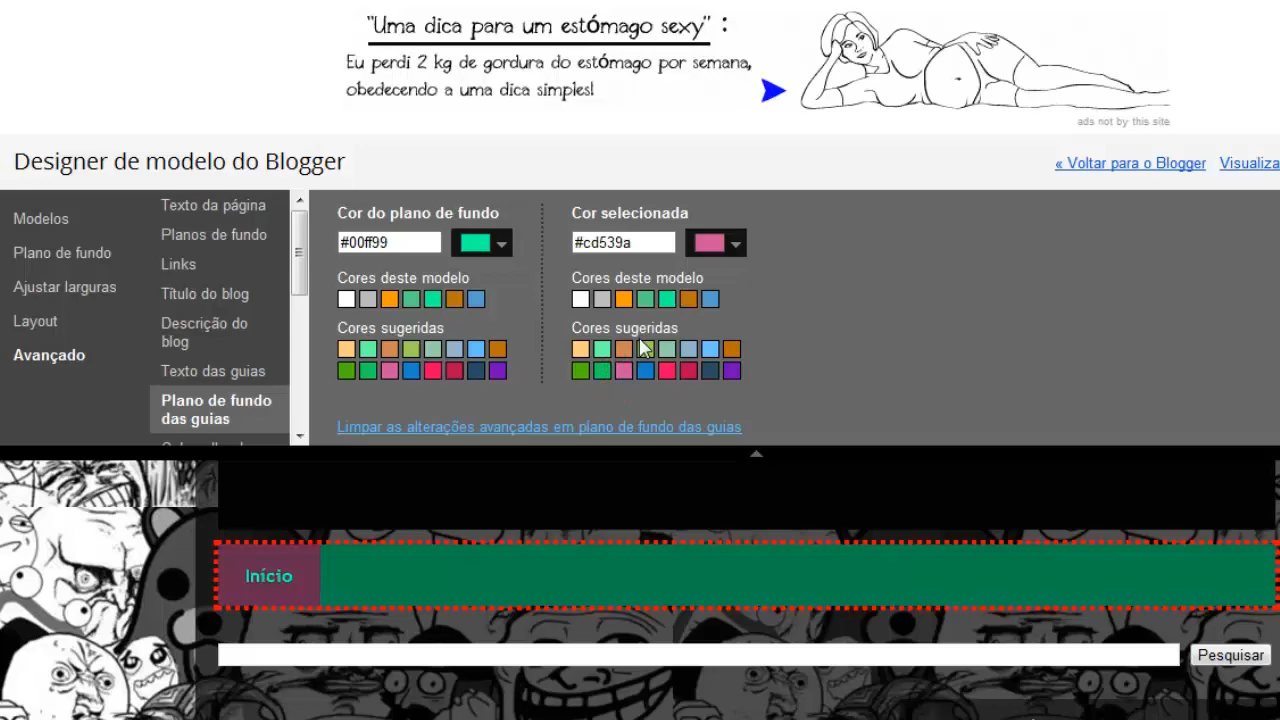 "Uma dica para um estómago sexy" :
Eu perdi 2 kg de gordura do estómago por semana,
obedecendo a uma dica simples!
ads not by this site
Designer de modelo do Blogger
« Voltar para o Blogger
Visualiza
Modelos
Plano de fundo
Ajustar larguras
Layout
Avançado
Texto da página
Planos de fundo
Links
Título do blog
Descrição do
blog
Texto das guias
Plano de fundo
das guias
Cor do plano de fundo
#00ff99
Cores deste modelo
Cores sugeridas
Cor selecionada
#cd539a
Cores deste modelo
Cores sugeridas
Limpar as alterações avançadas em plano de fundo das guias
Início
Pesquisar